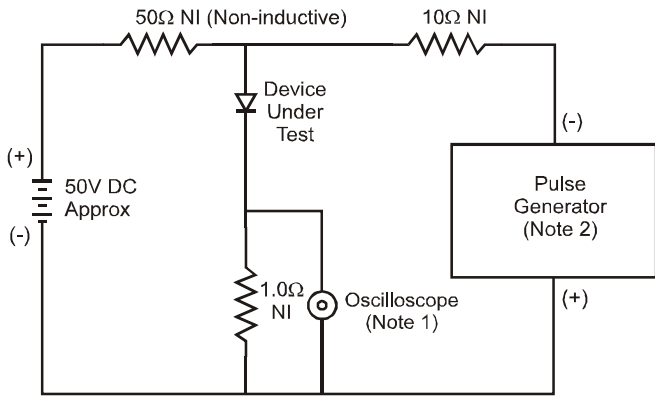 50Ω NI (Non-inductive)
10Ω NI
Device
Under
Test
(-)
(+)
50V DC
Approx
(-)
Pulse
Generator
(Note 2)
1.0Ω
NI
Oscilloscope
(Note 1)
(+)